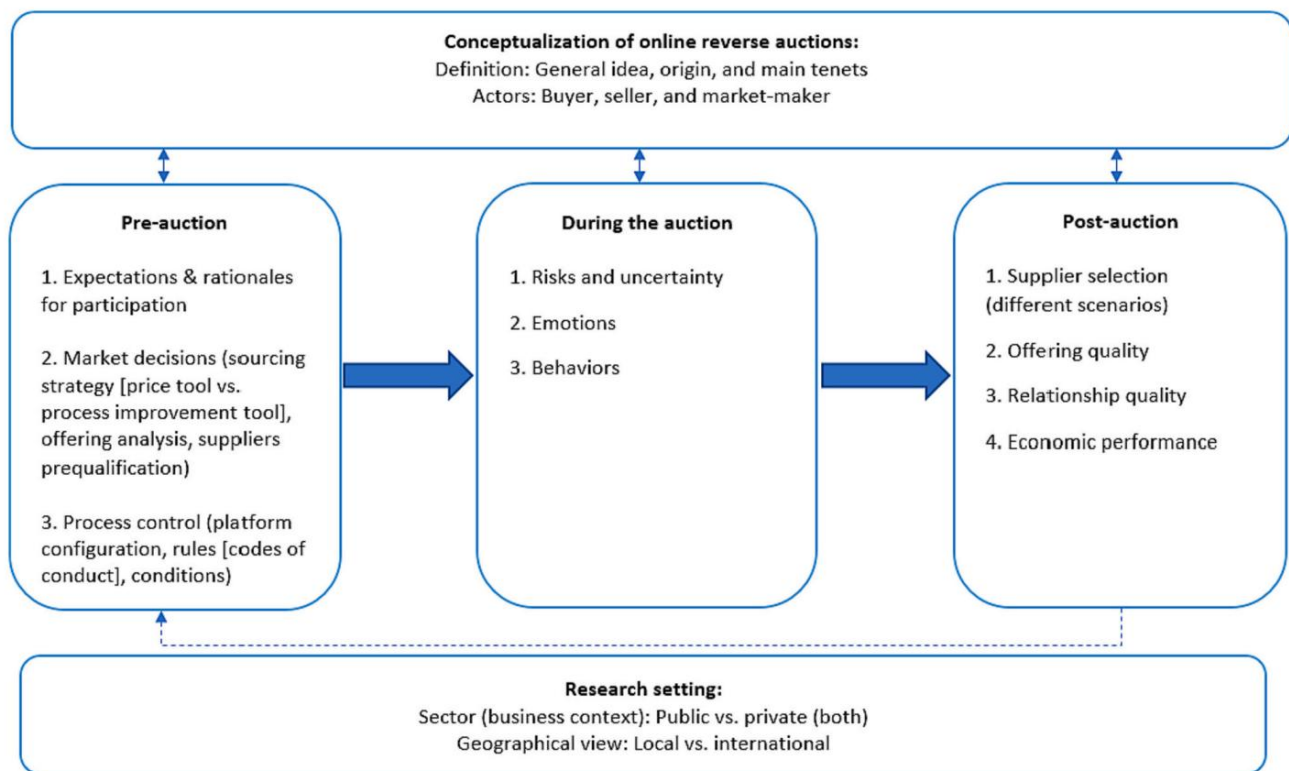 Conceptualization of online reverse auctions:
Definition: General idea, origin, and main tenets
Actors: Buyer, seller, and market-maker
Pre-auction
1. Expectations & rationales
for participation
2. Market decisions (sourcing
strategy [price tool vs.
process improvement tool],
offering analysis, suppliers
prequalification)
3. Process control (platform
configuration, rules [codes of
conduct], conditions)
During the auction
1. Risks and uncertainty
2. Emotions
3. Behaviors
Post-auction
1. Supplier selection
(different scenarios)
2. Offering quality
3. Relationship quality
4. Economic performance
Research setting:
Sector (business context): Public vs. private (both)
Geographical view: Local vs. international